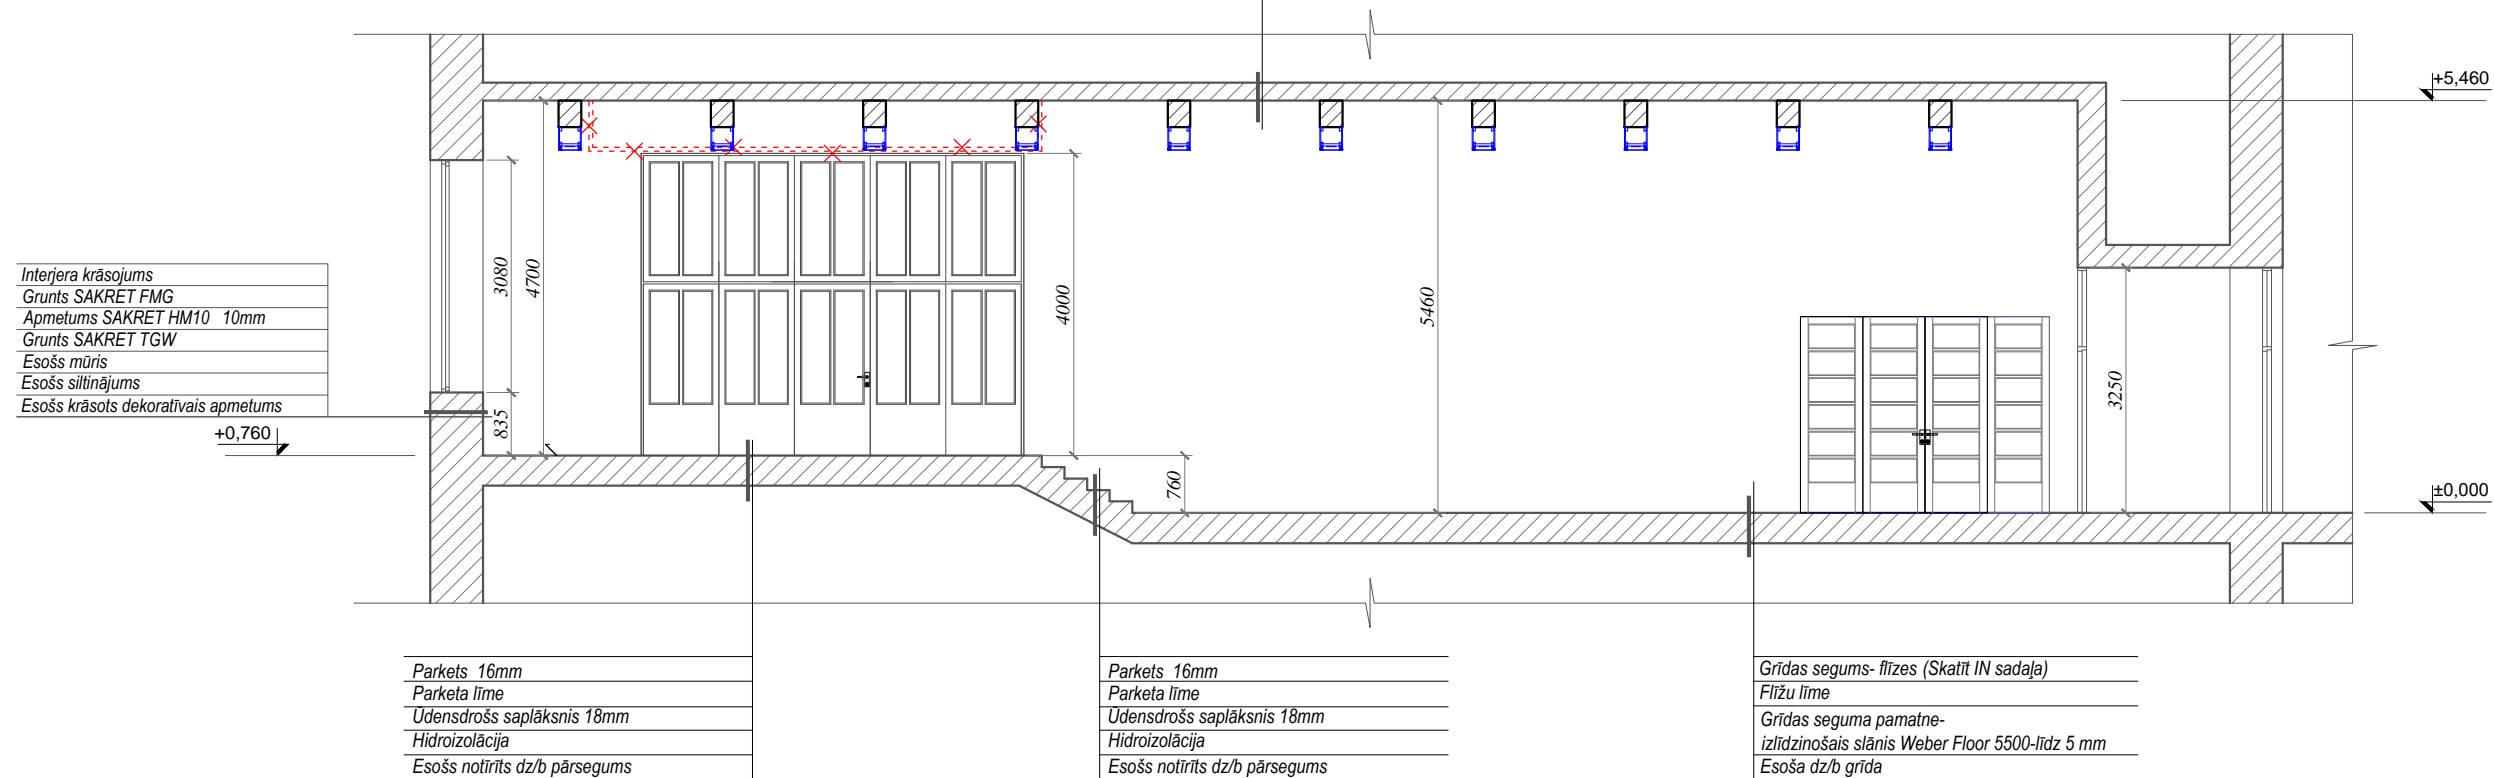 +5,460
Interjera krāsojums
Grunts SAKRET FMG
Apmetums SAKRET HM10 10mm
Grunts SAKRET TGW
Esošs mūris
Esošs siltinājums
Esošs krāsots dekoratīvais apmetums
+0,760
3080
4700
835
4000
760
5460
3250
±0,000
Parkets 16mm
Parketa līme
Ūdensdrošs saplāksnis 18mm
Hidroizolācija
Esošs notīrīts dz/b pārsegums
Parkets 16mm
Parketa līme
Ūdensdrošs saplāksnis 18mm
Hidroizolācija
Esošs notīrīts dz/b pārsegums
Grīdas segums- flīzes (Skatīt IN sadaļa)
Flīžu līme
Grīdas seguma pamatne-
izlīdzinošais slānis Weber Floor 5500-līdz 5 mm
Esoša dz/b grīda